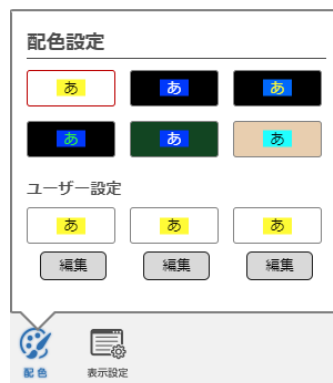 配色設定
あ あ あ
あ あ あ
ユーザー設定
あ あ あ
編集 編集 編集
配色 表示設定